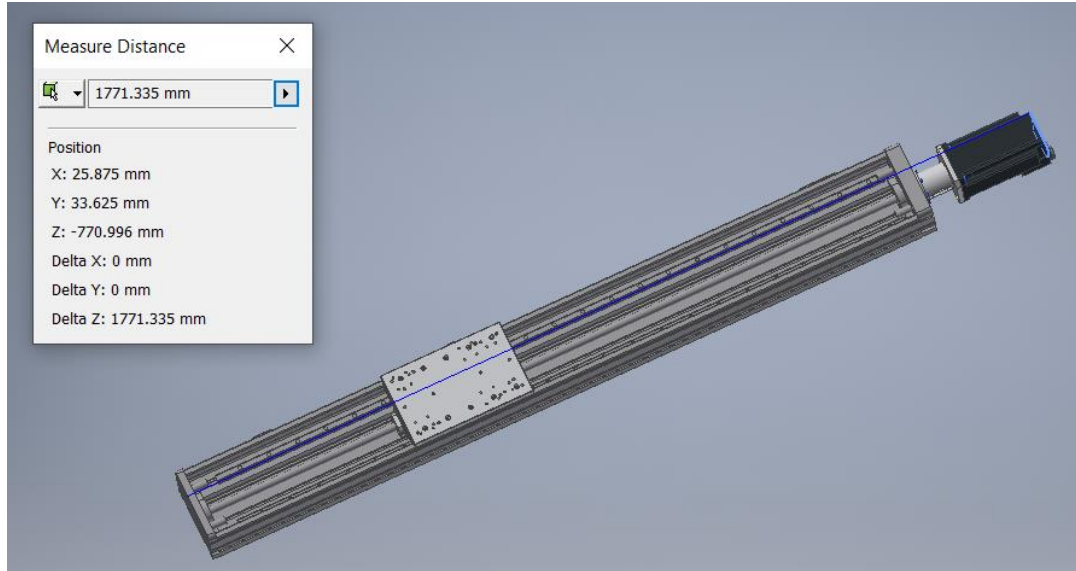 Measure Distance
1771.335 mm
Position
X: 25.875 mm
Y: 33.625 mm
Z: -770.996 mm
Delta X: 0 mm
Delta Y: 0 mm
Delta Z: 1771.335 mm